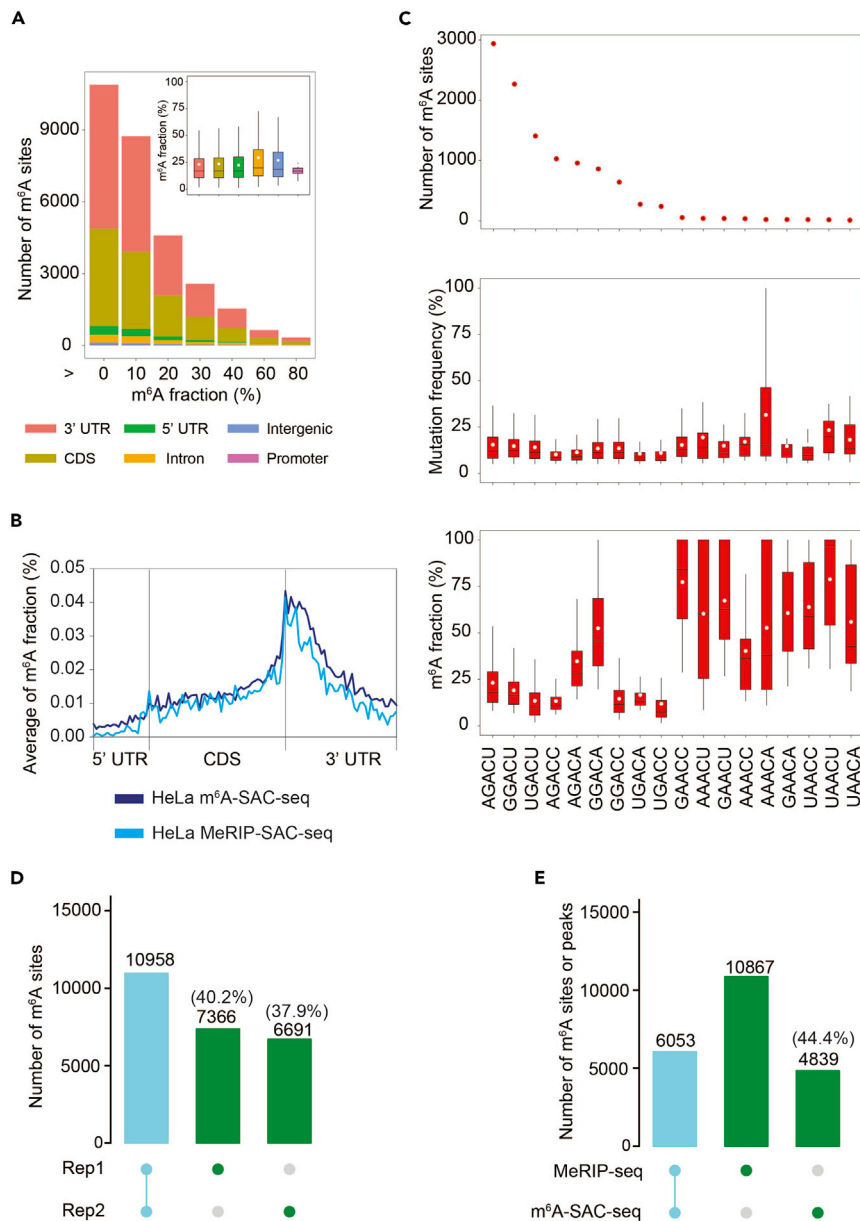 A
100
75
50
25
0
m⁶A fraction (%)
9000
6000
3000
0
Number of m⁶A sites
> 0 10 20 30 40 60 80
m⁶A fraction (%)
3' UTR 5' UTR Intergenic
CDS Intron Promoter
B
0.05
0.04
0.03
0.02
0.01
0.00
Average of m⁶A fraction (%)
5' UTR CDS 3' UTR
HeLa m⁶A-SAC-seq
HeLa MeRIP-SAC-seq
C
3000
2000
1000
0
Number of m⁶A sites
100
75
50
25
0
Mutation frequency (%)
100
75
50
25
0
m⁶A fraction (%)
AGACU
GGACU
UGACU
AGACC
AGACA
GGACA
GGACC
UGACA
UGACC
GAACC
AAACU
GAACU
AAACC
AAACA
GAACA
UAACC
UAACU
UAACA
D
15000
10000
5000
0
Number of m⁶A sites
10958
(40.2%)
7366
(37.9%)
6691
Rep1
Rep2
E
15000
10000
5000
0
Number of m⁶A sites or peaks
6053
10867
(44.4%)
4839
MeRIP-seq
m⁶A-SAC-seq